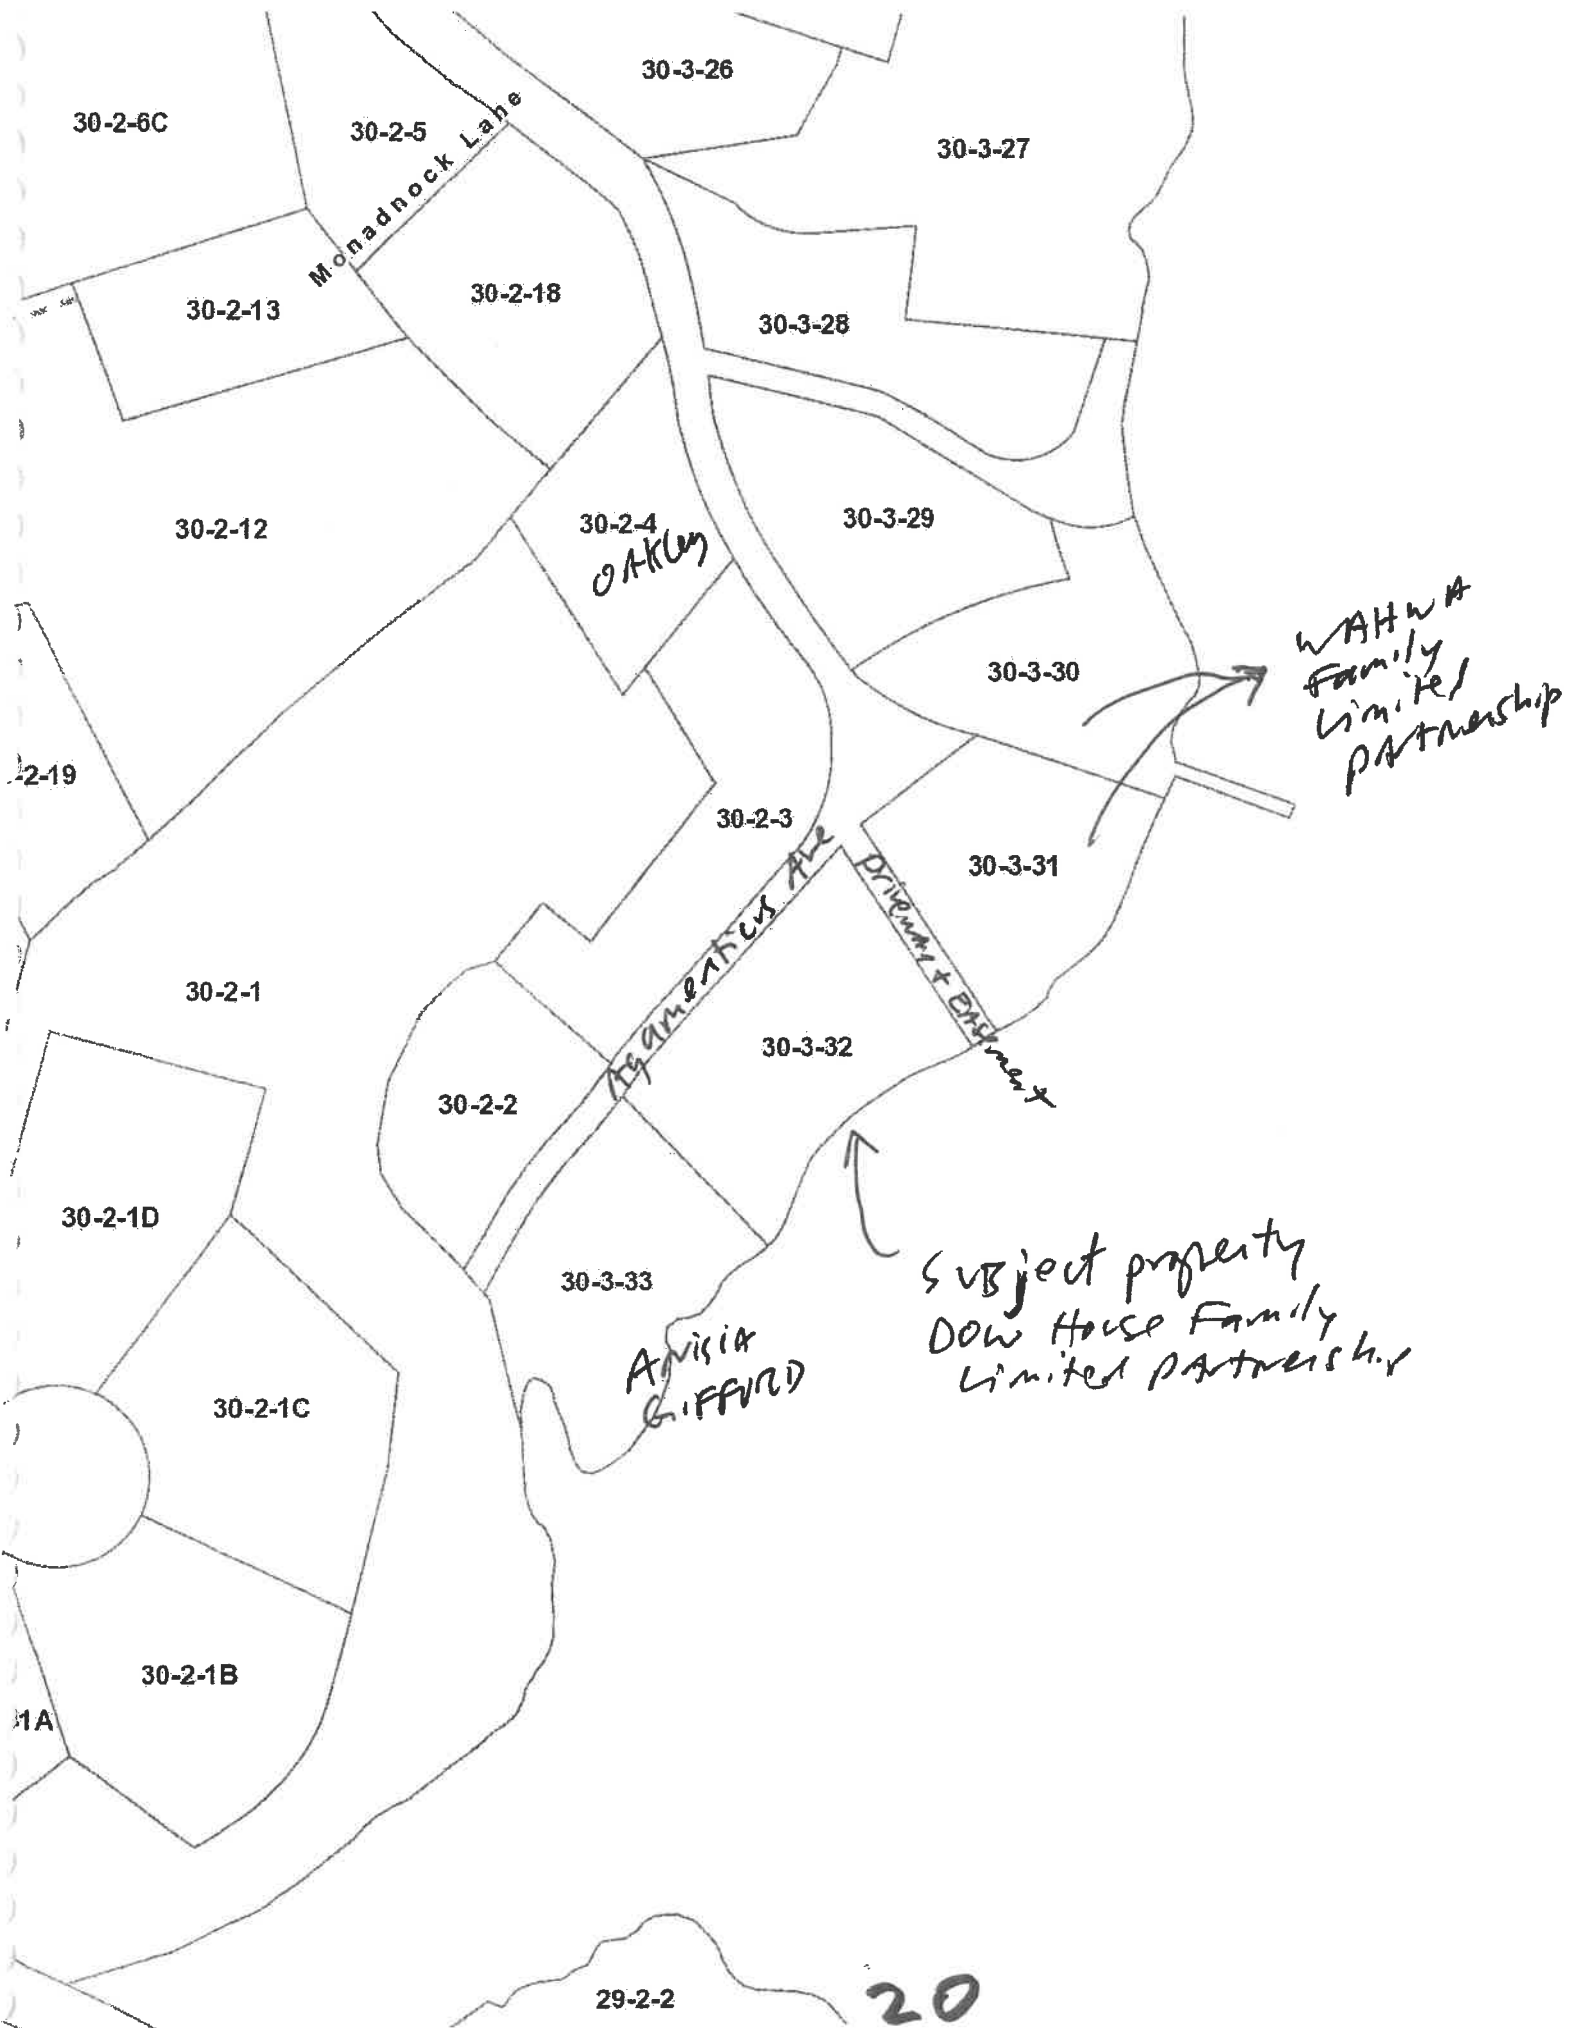 30-3-26
30-2-6C
30-2-5
30-3-27
Monadnock Lane
30-2-13
30-2-18
30-3-28
30-2-12
30-2-4
OAKley
30-3-29
30-3-30
WAHWA
Family
Limited
PArtnership
-2-19
30-2-3
30-3-31
Agamenticus Ave
Driveway + EASement
30-2-1
30-3-32
30-2-2
30-2-1D
30-3-33
SUBject property
DOW House Family
Limited PArtnership
GIFFORD
30-2-1C
30-2-1B
1A
29-2-2
20